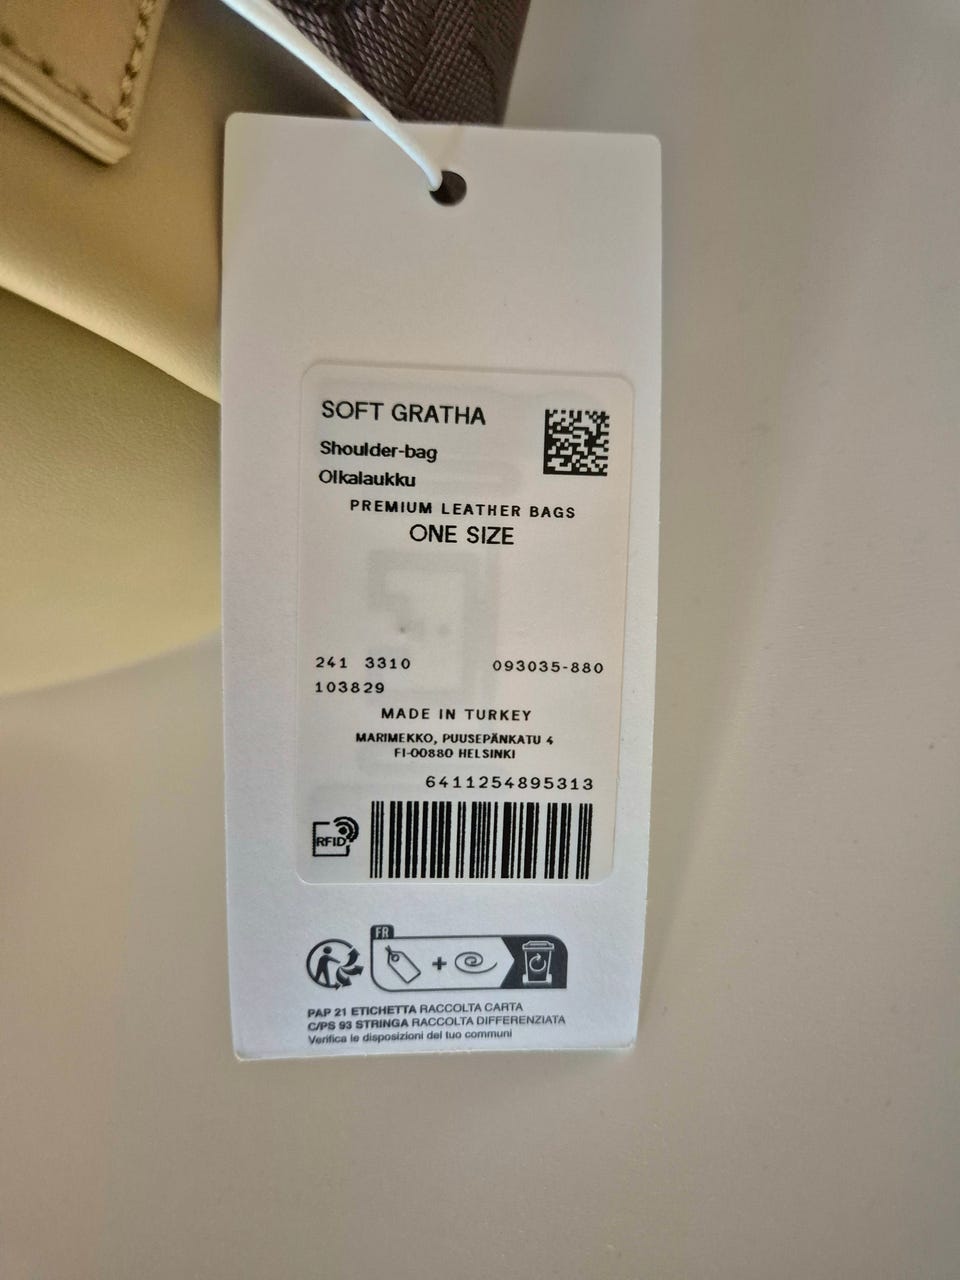 SOFT GRATHA
Shoulder-bag
Olkalaukku
PREMIUM LEATHER BAGS
ONE SIZE
241 3310 093035-880
103829
MADE IN TURKEY
MARIMEKKO, PUUSEPÄNKATU 4
FI-00880 HELSINKI
6411254895313
RFID
FR
PAP 21 ETICHETTA RACCOLTA CARTA
C/PS 93 STRINGA RACCOLTA DIFFERENZIATA
Verifica le disposizioni del tuo communi